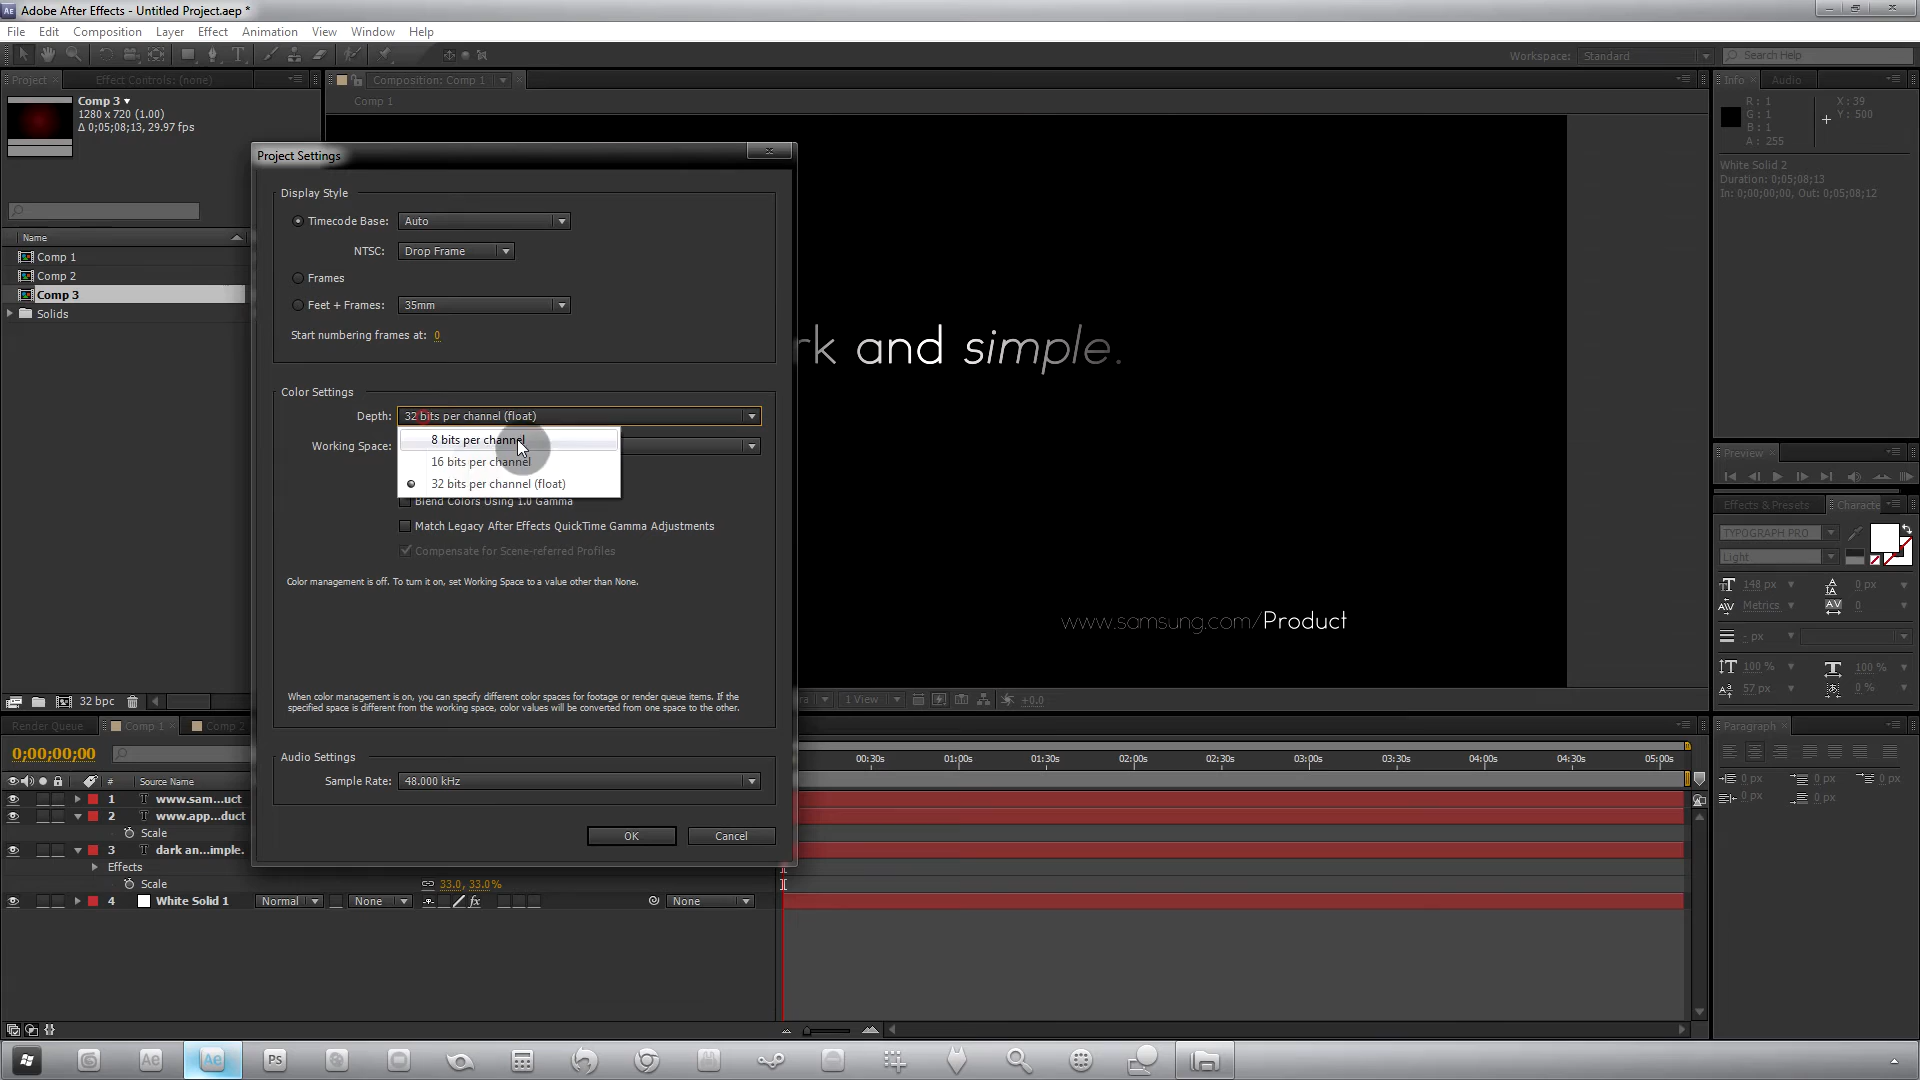 Adobe After Effects - Untitled Project.aep *
File Edit Composition Layer Effect Animation View Window Help
Workspace: Standard Search Help
Project Effect Controls: (none) Composition: Comp 1 Info Audio
Comp 3
1280 x 720 (1.00)
Δ 0;05;08;13, 29.97 fps
Comp 1
R: 1
G: 1
B: 1
A: 255
X: 39
Y: 500
White Solid 2
Duration: 0;05;08;13
In: 0;00;00;00, Out: 0;05;08;12
Name
Comp 1
Comp 2
Comp 3
Solids
Project Settings
Display Style
Timecode Base: Auto
NTSC: Drop Frame
Frames
Feet + Frames: 35mm
Start numbering frames at: 0
Color Settings
Depth: 32 bits per channel (float)
8 bits per channel
Working Space:
16 bits per channel
32 bits per channel (float)
Blend Colors Using 1.0 Gamma
Match Legacy After Effects QuickTime Gamma Adjustments
Compensate for Scene-referred Profiles
Color management is off. To turn it on, set Working Space to a value other than None.
When color management is on, you can specify different color spaces for footage or render queue items. If the
specified space is different from the working space, color values will be converted from one space to the other.
Audio Settings
Sample Rate: 48.000 kHz
OK Cancel
rk and simple.
www.samsung.com/Product
Preview
Effects & Presets Characte
TYPOGRAPH PRO
Light
148 px 0 px
Metrics 0
- px
100 % 100 %
57 px 0 %
32 bpc
1 View +0.0
Render Queue Comp 1 Comp 2
0;00;00;00
# Source Name
1 T www.sam...uct
2 T www.app...duct
Scale
3 T dark an...imple.
Effects
Scale 33.0, 33.0%
4 White Solid 1 Normal None fx None
00:30s 01:00s 01:30s 02:00s 02:30s 03:00s 03:30s 04:00s 04:30s 05:00s
Paragraph
0 px 0 px 0 px
0 px 0 px
Ae Ae Ps